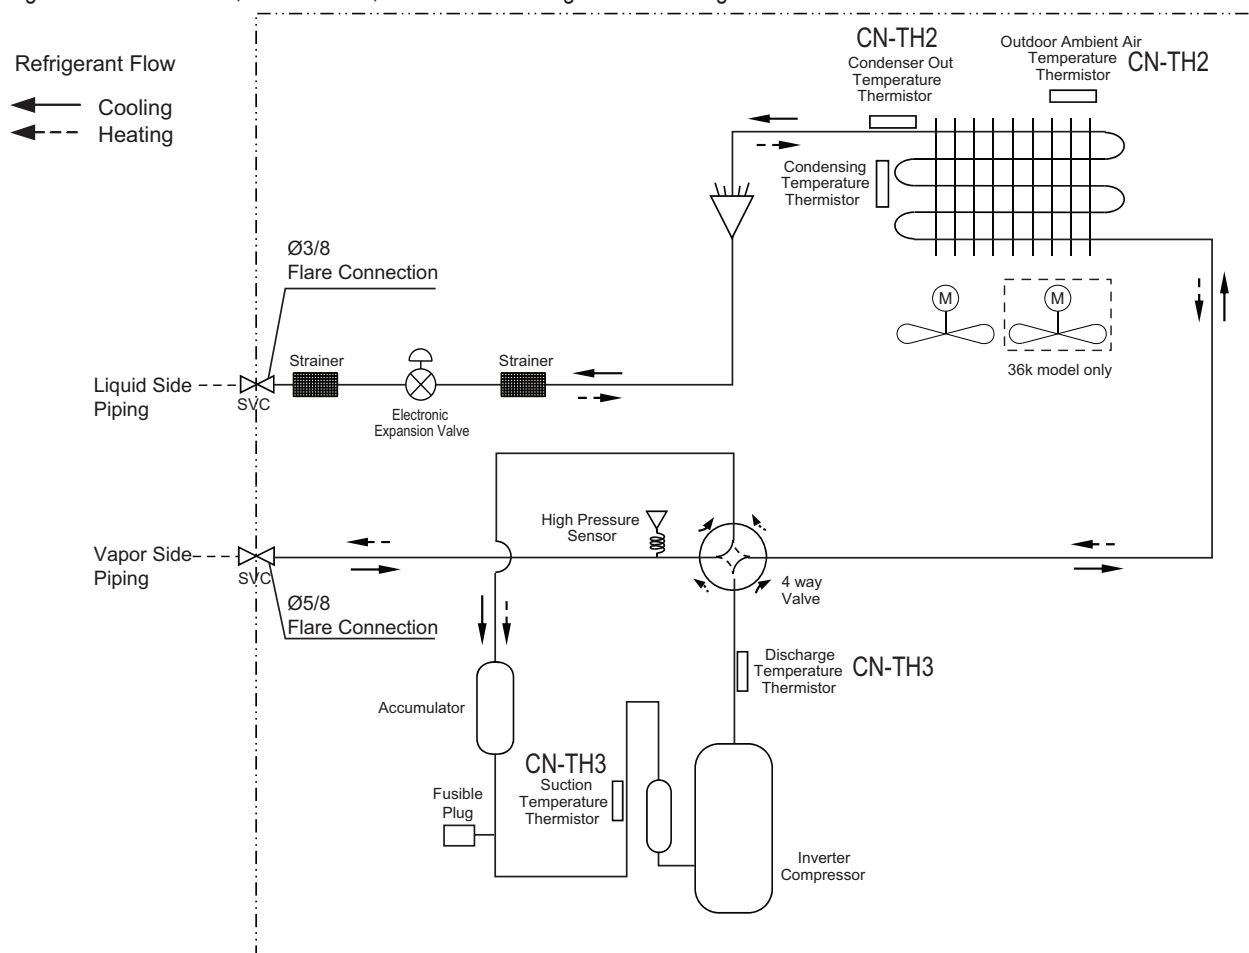 Refrigerant Flow
Cooling
Heating
CN-TH2
Condenser Out
Temperature
Thermistor
Outdoor Ambient Air
Temperature
Thermistor
CN-TH2
Condensing
Temperature
Thermistor
Ø3/8
Flare Connection
M
M
36k model only
Strainer
Strainer
Liquid Side
Piping
SVC
Electronic
Expansion Valve
High Pressure
Sensor
Vapor Side
Piping
SVC
4 way
Valve
Ø5/8
Flare Connection
Discharge
Temperature
Thermistor
CN-TH3
Accumulator
CN-TH3
Suction
Temperature
Thermistor
Fusible
Plug
Inverter
Compressor